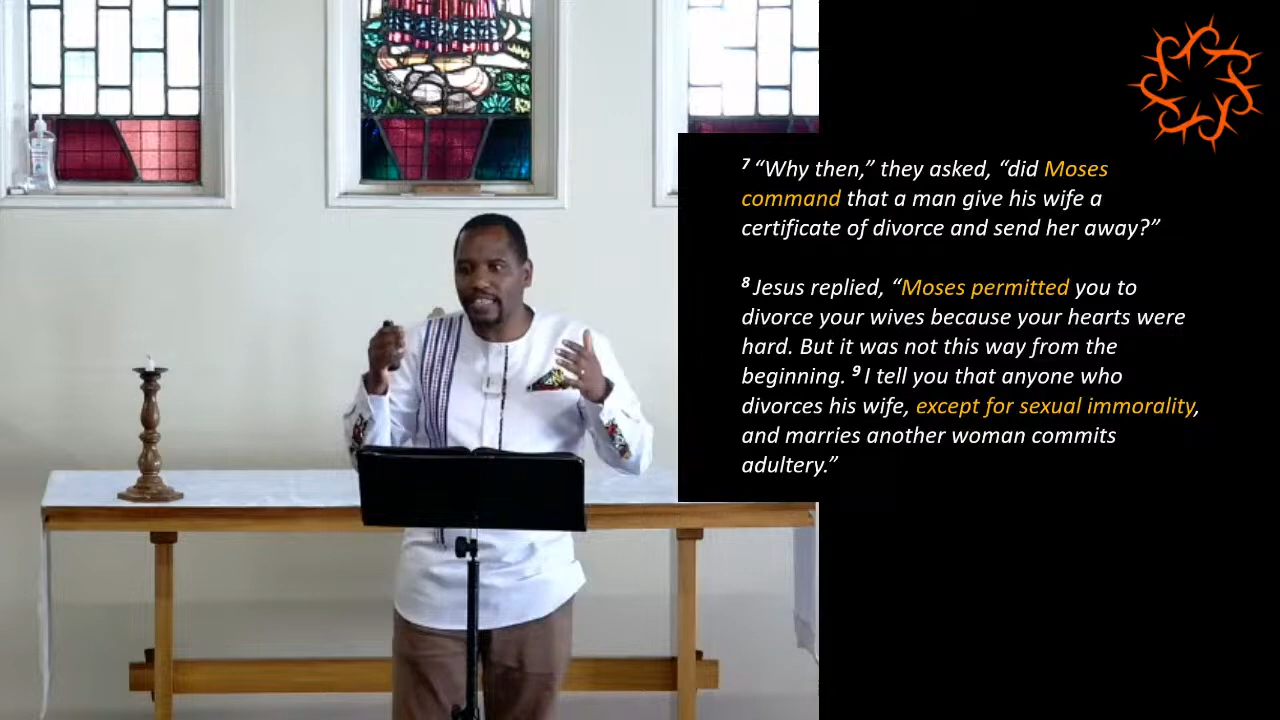 ⁷ “Why then,” they asked, “did Moses
command that a man give his wife a
certificate of divorce and send her away?”
⁸ Jesus replied, “Moses permitted you to
divorce your wives because your hearts were
hard. But it was not this way from the
beginning. ⁹ I tell you that anyone who
divorces his wife, except for sexual immorality,
and marries another woman commits
adultery.”